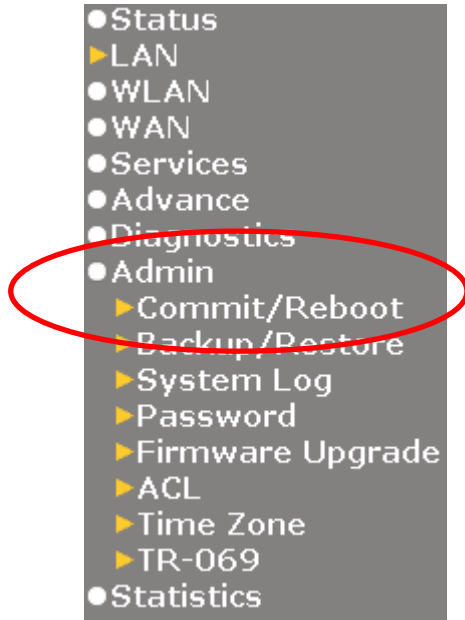 Status
LAN
WLAN
WAN
Services
Advance
Diagnostics
Admin
Commit/Reboot
Backup/Restore
System Log
Password
Firmware Upgrade
ACL
Time Zone
TR-069
Statistics